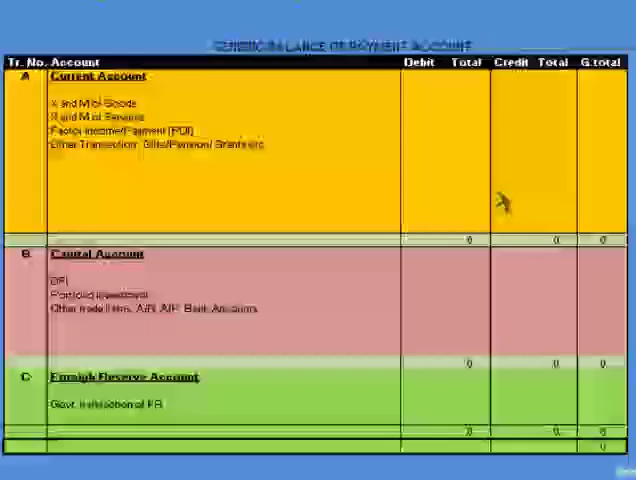 GENERIC BALANCE OF PAYMENT ACCOUNT
Tr. No. Account Debit Total Credit Total G.total
A Current Account
X and M of Goods
X and M of Services
Factor Income/Payment (FDI)
Other Transaction: Gifts/Pension/ Grants etc
0 0 0
B Capital Account
DFI
Portfolio Investment
Other trade items, A/R, A/P, Bank Accounts
0 0 0
C Foreign Reserve Account
Govt. transaction of FR
0 0 0
0